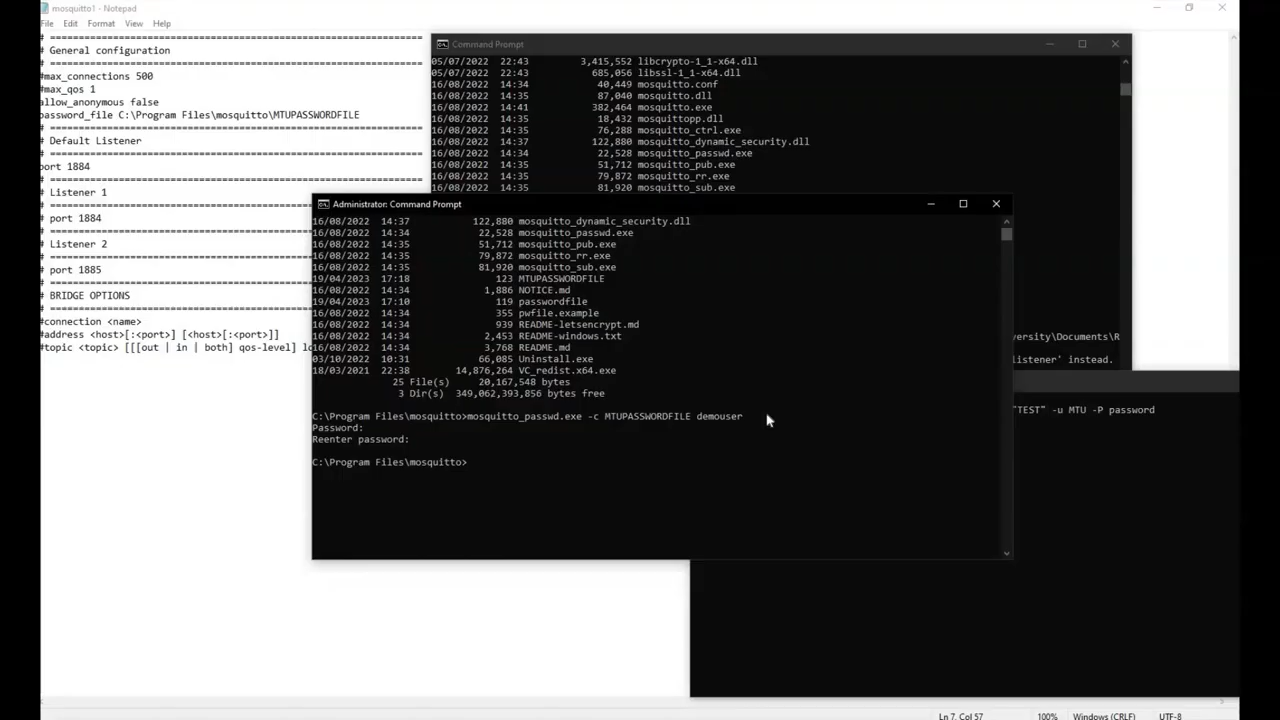 mosquitto1 - Notepad
File Edit Format View Help
# ====================================================
# General configuration
# ====================================================
#max_connections 500
#max_qos 1
allow_anonymous false
password_file C:\Program Files\mosquitto\MTUPASSWORDFILE
# ====================================================
# Default Listener
# ====================================================
port 1884
# ====================================================
# Listener 1
# port 1884
# Listener 2
# port 1885
# BRIDGE OPTIONS
#connection <name>
#address <host>[:<port>] [<host>[:<port>]]
#topic <topic> [[[out | in | both] qos-level]
Command Prompt
05/07/2022 22:43 3,415,552 libcrypto-1_1-x64.dll
05/07/2022 22:43 685,056 libssl-1_1-x64.dll
16/08/2022 14:34 40,449 mosquitto.conf
16/08/2022 14:35 87,040 mosquitto.dll
16/08/2022 14:41 382,464 mosquitto.exe
16/08/2022 14:35 18,432 mosquittopp.dll
16/08/2022 14:35 76,288 mosquitto_ctrl.exe
16/08/2022 14:37 122,880 mosquitto_dynamic_security.dll
16/08/2022 14:34 22,528 mosquitto_passwd.exe
16/08/2022 14:35 51,712 mosquitto_pub.exe
16/08/2022 14:35 79,872 mosquitto_rr.exe
16/08/2022 14:35 81,920 mosquitto_sub.exe
Administrator: Command Prompt
16/08/2022 14:37 122,880 mosquitto_dynamic_security.dll
16/08/2022 14:34 22,528 mosquitto_passwd.exe
16/08/2022 14:35 51,712 mosquitto_pub.exe
16/08/2022 14:35 79,872 mosquitto_rr.exe
16/08/2022 14:35 81,920 mosquitto_sub.exe
19/04/2023 17:18 123 MTUPASSWORDFILE
16/08/2022 14:34 1,886 NOTICE.md
19/04/2023 17:10 119 passwordfile
16/08/2022 14:34 355 pwfile.example
16/08/2022 14:34 939 README-letsencrypt.md
16/08/2022 14:34 2,453 README-windows.txt
16/08/2022 14:34 3,768 README.md
03/10/2022 10:31 66,085 Uninstall.exe
18/03/2021 22:38 14,876,264 VC_redist.x64.exe
25 File(s) 20,167,548 bytes
3 Dir(s) 349,062,393,856 bytes free
C:\Program Files\mosquitto>mosquitto_passwd.exe -c MTUPASSWORDFILE demouser
Password:
Reenter password:
C:\Program Files\mosquitto>
versity\Documents\R
listener' instead.
"TEST" -u MTU -P password
Ln 7, Col 57 100% Windows (CRLF) UTF-8